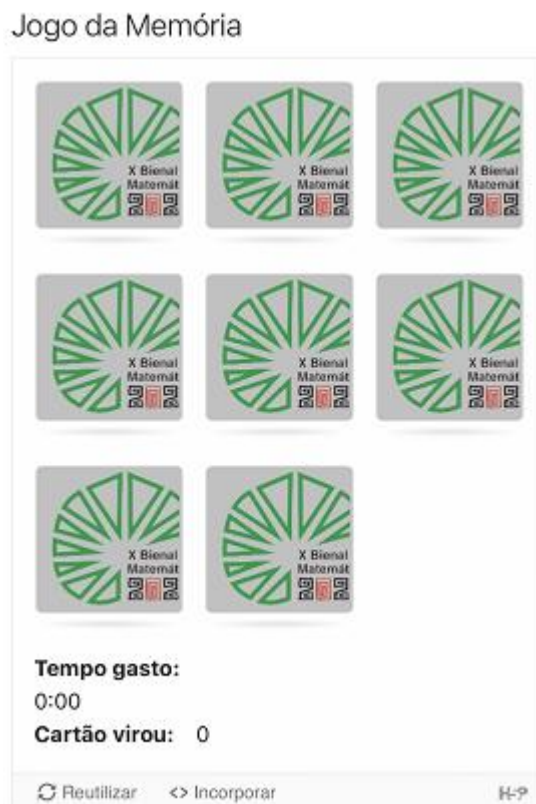 Jogo da Memória
X Bienal
Matemát
X Bienal
Matemát
X Bienal
Matemát
X Bienal
Matemát
X Bienal
Matemát
X Bienal
Matemát
X Bienal
Matemát
X Bienal
Matemát
Tempo gasto:
0:00
Cartão virou: 0
Reutilizar <> Incorporar H-P